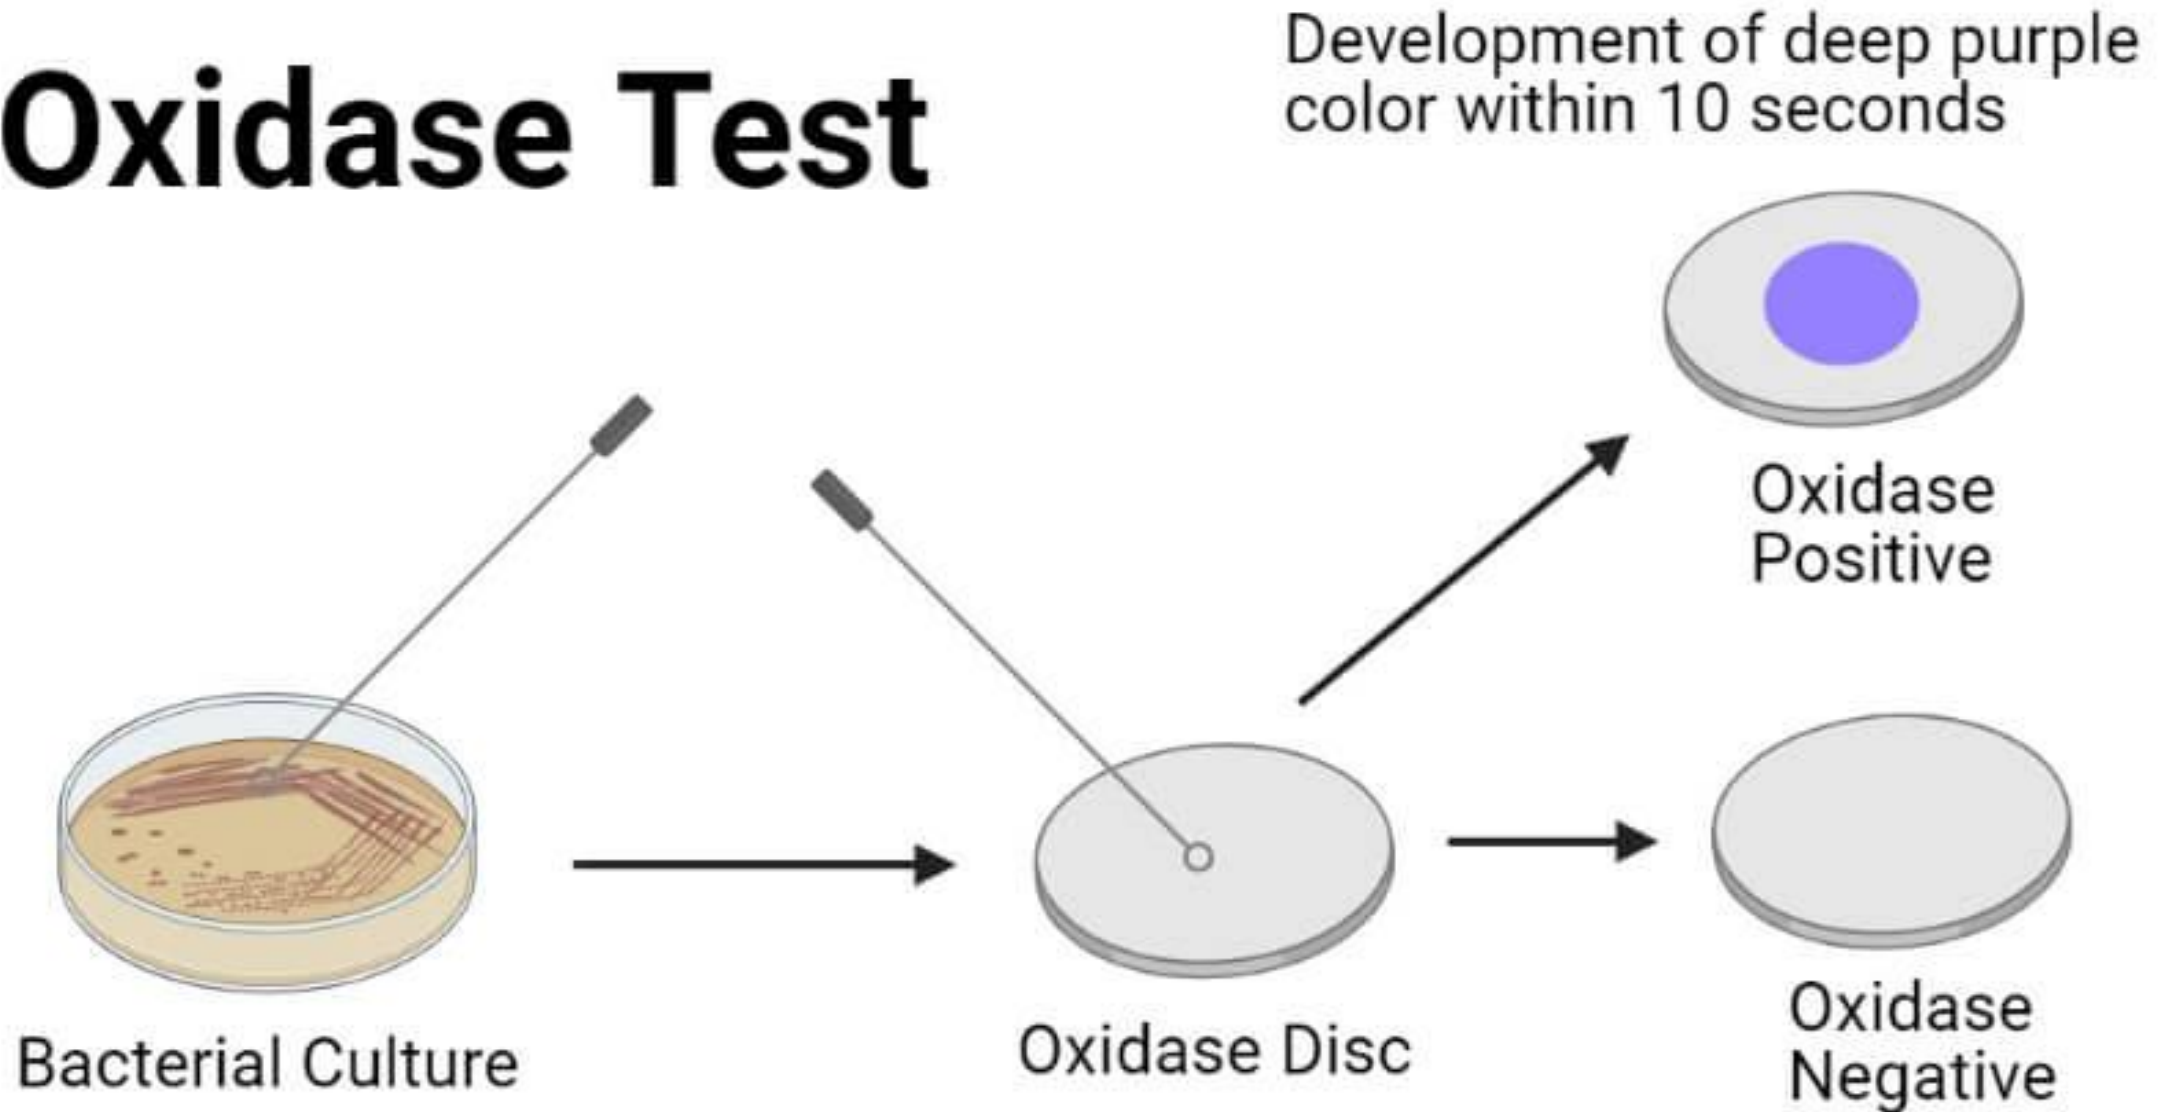 Oxidase Test
Development of deep purple
color within 10 seconds
Oxidase
Positive
Bacterial Culture
Oxidase Disc
Oxidase
Negative